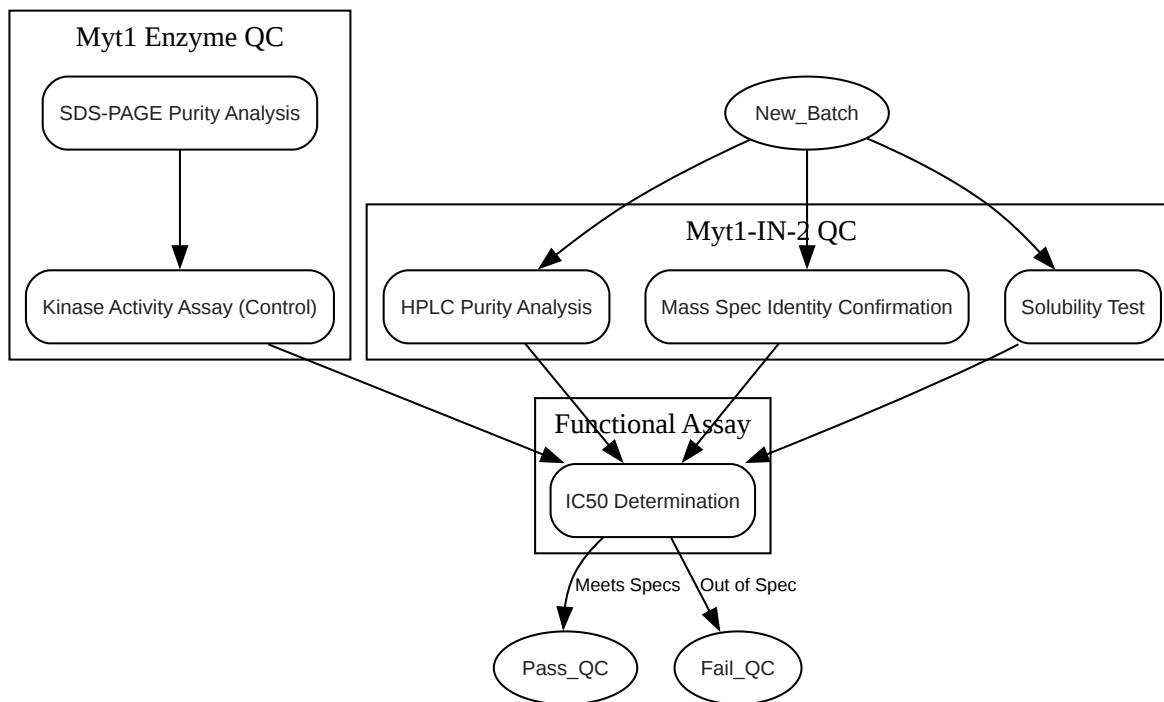 Myt1 Enzyme QC
SDS-PAGE Purity Analysis
New_Batch
Myt1-IN-2 QC
Kinase Activity Assay (Control)
HPLC Purity Analysis
Mass Spec Identity Confirmation
Solubility Test
Functional Assay
IC50 Determination
Meets Specs
Out of Spec
Pass_QC
Fail_QC